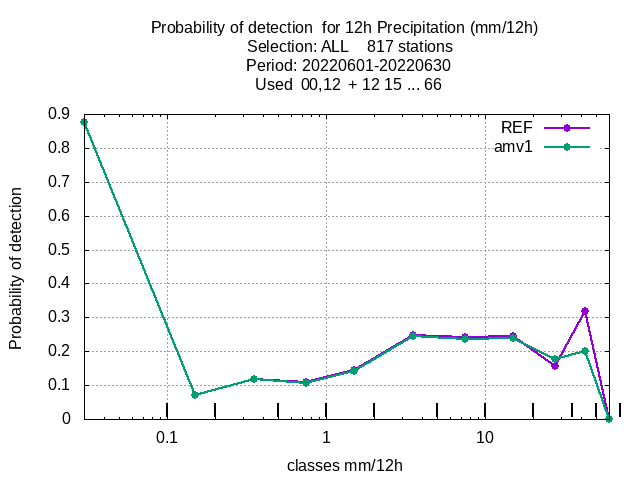 Probability of detection  for 12h Precipitation (mm/12h)
Selection: ALL    817 stations
Period: 20220601-20220630
Used  00,12  + 12 15 ... 66
REF
amv1
0.9
0.8
0.7
0.6
0.5
0.4
0.3
0.2
0.1
0
Probability of detection
0.1 1 10
classes mm/12h